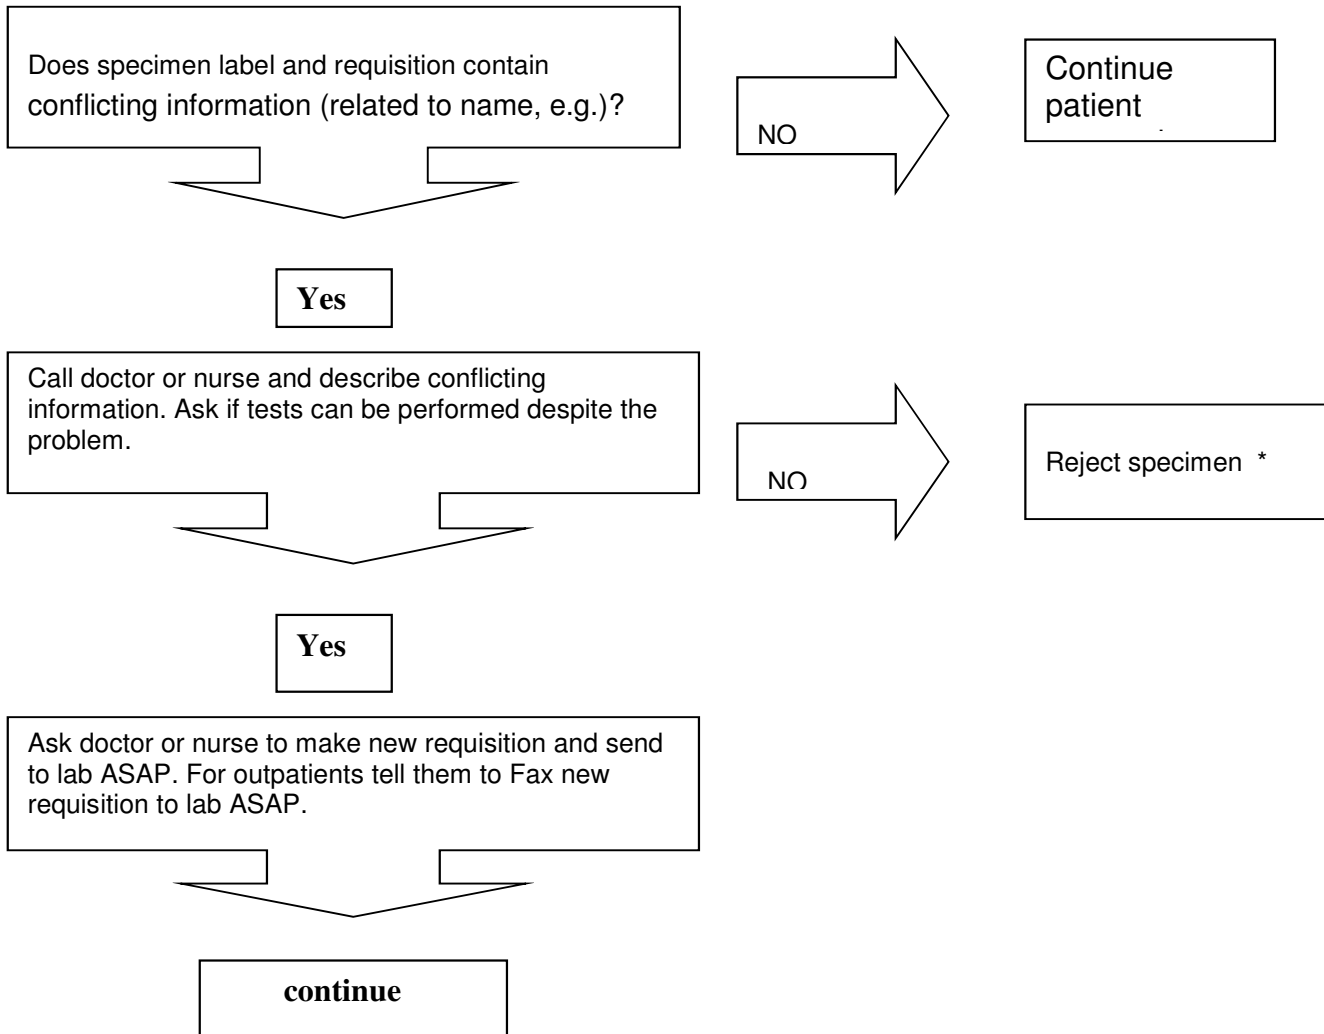 Does specimen label and requisition contain
conflicting information (related to name, e.g.)?
NO
Continue
patient
Yes
Call doctor or nurse and describe conflicting
information. Ask if tests can be performed despite the
problem.
NO
Reject specimen *
Yes
Ask doctor or nurse to make new requisition and send
to lab ASAP. For outpatients tell them to Fax new
requisition to lab ASAP.
continue